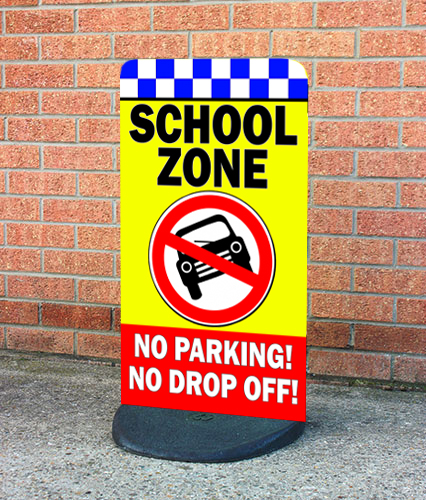 SCHOOL
ZONE
NO PARKING!
NO DROP OFF!